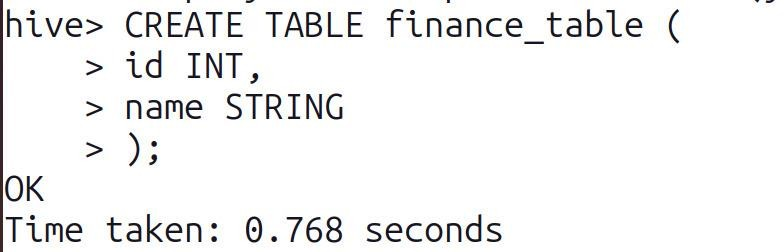 hive> CREATE TABLE finance_table (
    > id INT,
    > name STRING
    > );
OK
Time taken: 0.768 seconds